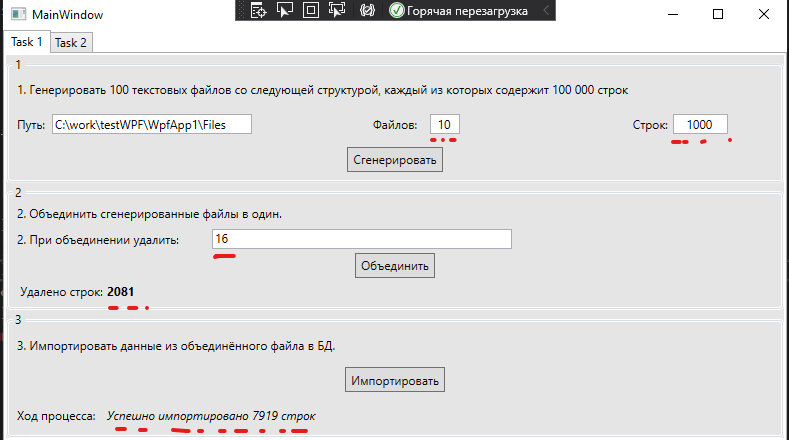 MainWindow
Горячая перезагрузка
Task 1 Task 2
1
1. Генерировать 100 текстовых файлов со следующей структурой, каждый из которых содержит 100 000 строк
Путь: C:\work\testWPF\WpfApp1\Files Файлов: 10 Строк: 1000
Сгенерировать
2
2. Объединить сгенерированные файлы в один.
2. При объединении удалить: 16
Объединить
Удалено строк: 2081
3
3. Импортировать данные из объединённого файла в БД.
Импортировать
Ход процесса: Успешно импортировано 7919 строк